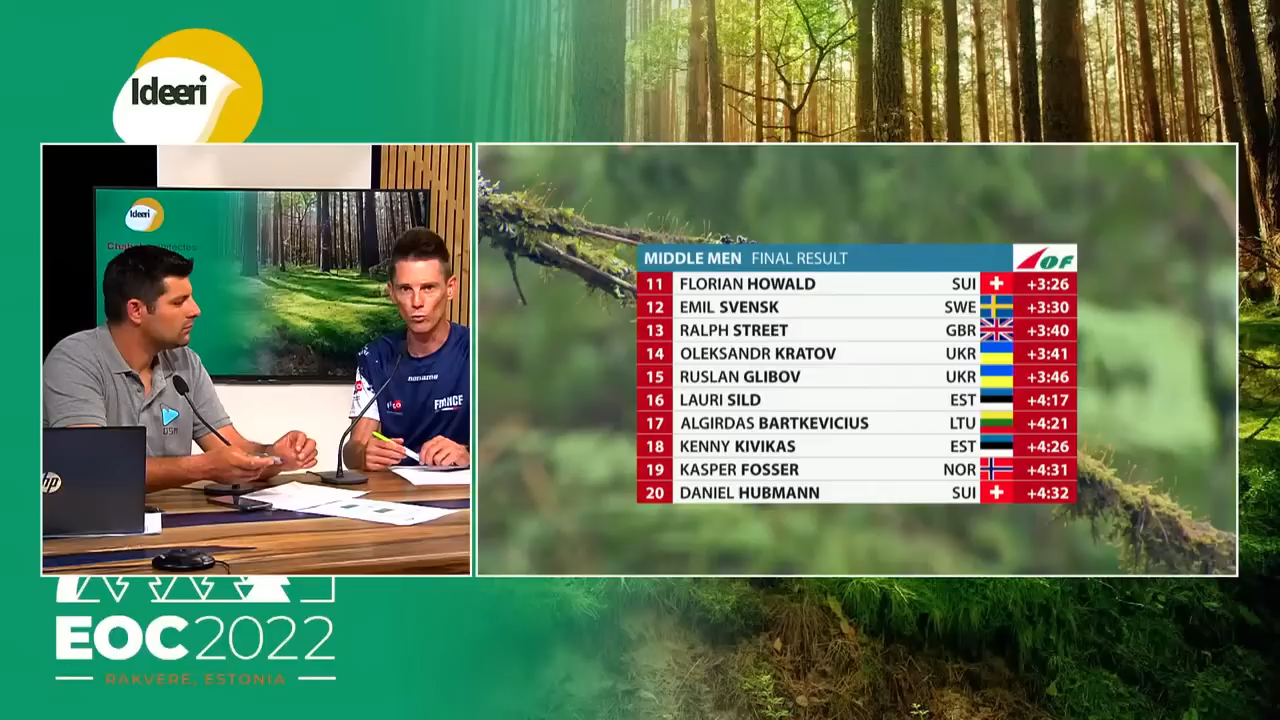 Ideeri
Ideeri
noname
FRANCE
GSM
hp
MIDDLE MEN FINAL RESULT
IOF
11 FLORIAN HOWALD SUI +3:26
12 EMIL SVENSK SWE +3:30
13 RALPH STREET GBR +3:40
14 OLEKSANDR KRATOV UKR +3:41
15 RUSLAN GLIBOV UKR +3:46
16 LAURI SILD EST +4:17
17 ALGIRDAS BARTKEVICIUS LTU +4:21
18 KENNY KIVIKAS EST +4:26
19 KASPER FOSSER NOR +4:31
20 DANIEL HUBMANN SUI +4:32
EOC2022
RAKVERE, ESTONIA